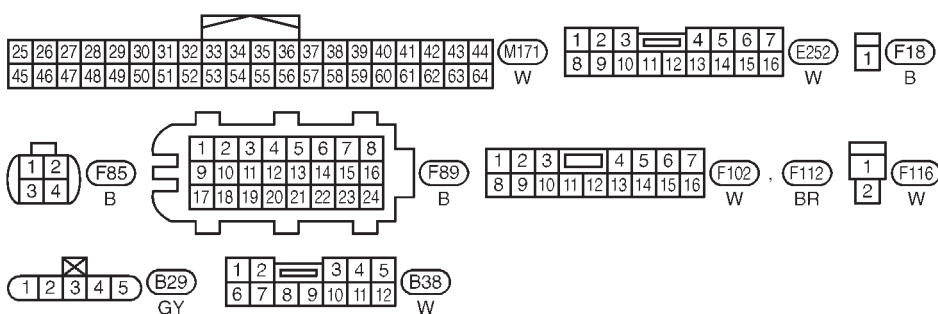 25 26 27 28 29 30 31 32 33 34 35 36 37 38 39 40 41 42 43 44 M171
45 46 47 48 49 50 51 52 53 54 55 56 57 58 59 60 61 62 63 64 W
1 2 3 4 5 6 7 E252
8 9 10 11 12 13 14 15 16 W
1 F18
B
1 2 F85
3 4 B
1 2 3 4 5 6 7 8
9 10 11 12 13 14 15 16 F89
17 18 19 20 21 22 23 24 B
1 2 3 4 5 6 7 F102 , F112
8 9 10 11 12 13 14 15 16 W BR
1 F116
2 W
1 2 3 4 5 B29
GY
1 2 3 4 5 B38
6 7 8 9 10 11 12 W